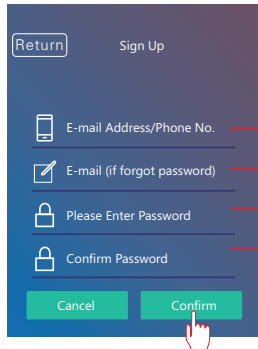 Return
Sign Up
E-mail Address/Phone No.
E-mail (if forgot password)
Please Enter Password
Confirm Password
Cancel
Confirm